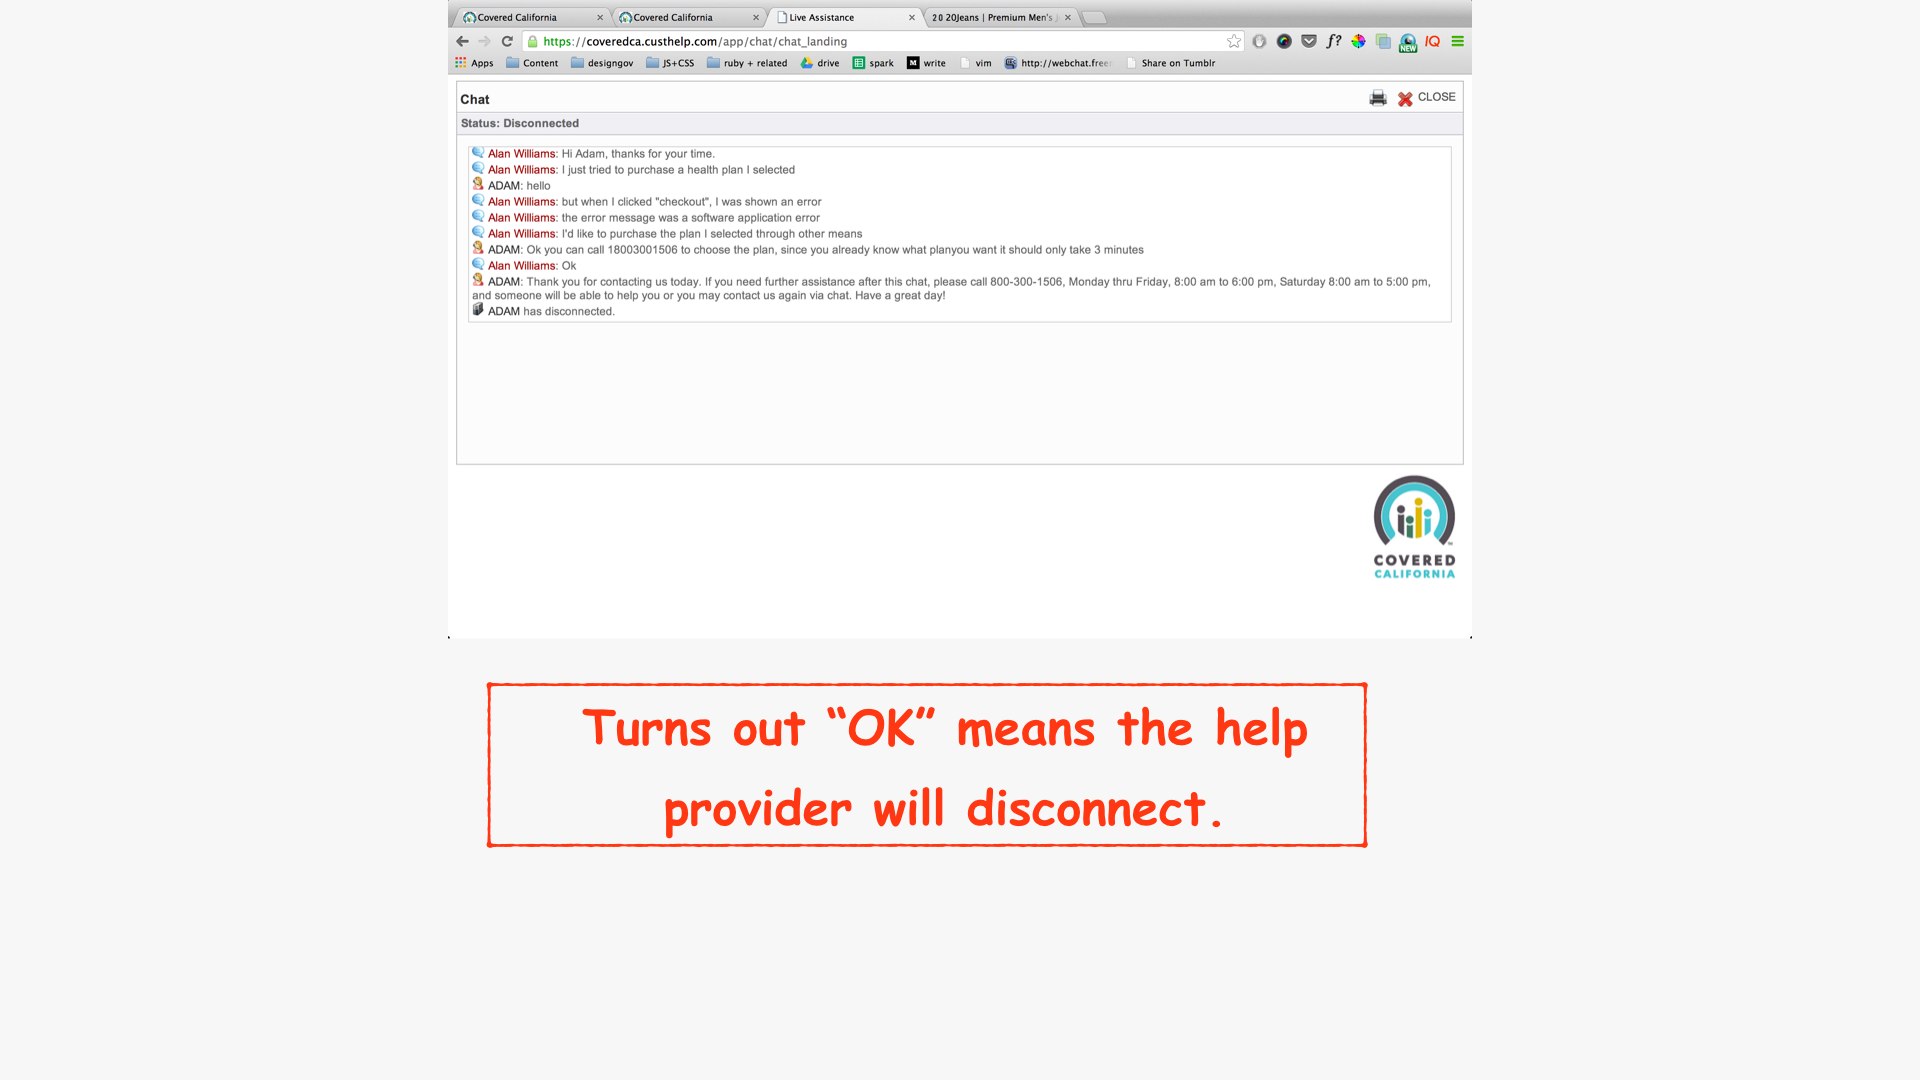 Covered California
Covered California
Live Assistance
20 20Jeans | Premium Men's
https://coveredca.custhelp.com/app/chat/chat_landing
f?
NEW
IQ
Apps Content designgov JS+CSS ruby + related drive spark M write vim http://webchat.free Share on Tumblr
Chat
CLOSE
Status: Disconnected
Alan Williams: Hi Adam, thanks for your time.
Alan Williams: I just tried to purchase a health plan I selected
ADAM: hello
Alan Williams: but when I clicked "checkout", I was shown an error
Alan Williams: the error message was a software application error
Alan Williams: I'd like to purchase the plan I selected through other means
ADAM: Ok you can call 18003001506 to choose the plan, since you already know what planyou want it should only take 3 minutes
Alan Williams: Ok
ADAM: Thank you for contacting us today. If you need further assistance after this chat, please call 800-300-1506, Monday thru Friday, 8:00 am to 6:00 pm, Saturday 8:00 am to 5:00 pm,
and someone will be able to help you or you may contact us again via chat. Have a great day!
ADAM has disconnected.
COVERED
CALIFORNIA
Turns out “OK” means the help
provider will disconnect.